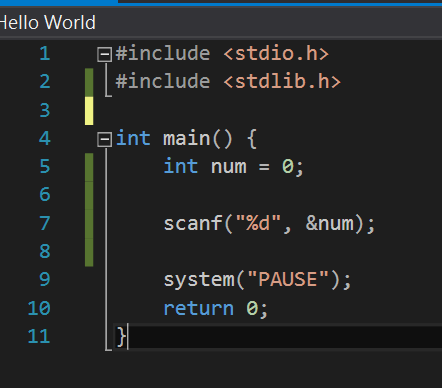 Hello World
1 #include <stdio.h>
2 #include <stdlib.h>
3
4 int main() {
5     int num = 0;
6
7     scanf("%d", &num);
8
9     system("PAUSE");
10     return 0;
11 }